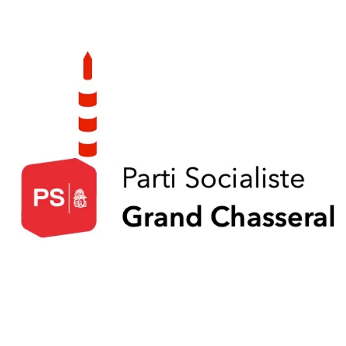 PS
Parti Socialiste
Grand Chasseral